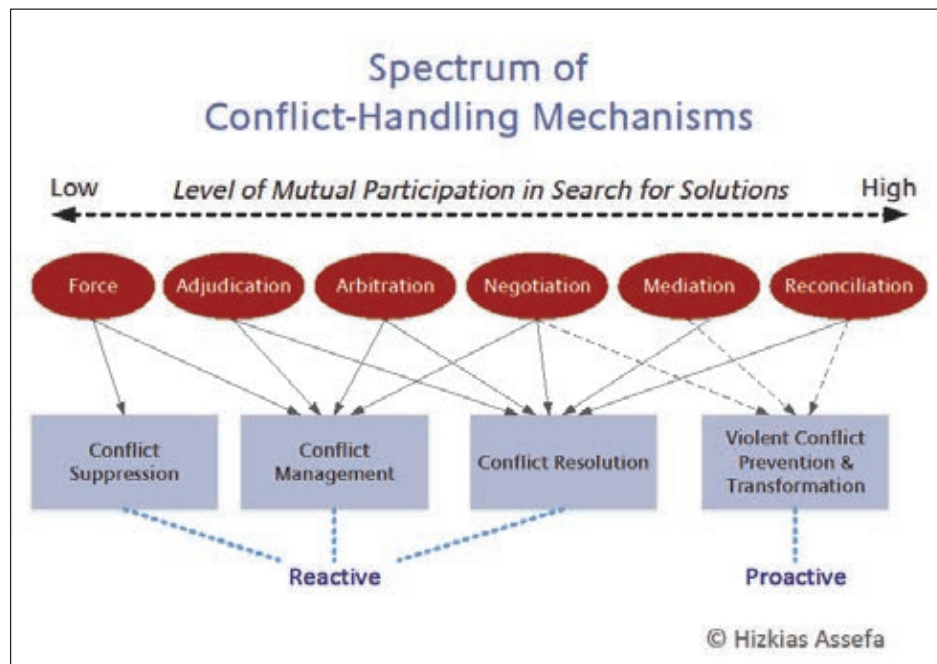 Spectrum of
Conflict-Handling Mechanisms
Low Level of Mutual Participation in Search for Solutions High
Force Adjudication Arbitration Negotiation Mediation Reconciliation
Conflict
Suppression
Conflict
Management
Conflict Resolution
Violent Conflict
Prevention &
Transformation
Reactive Proactive
© Hizkias Assefa